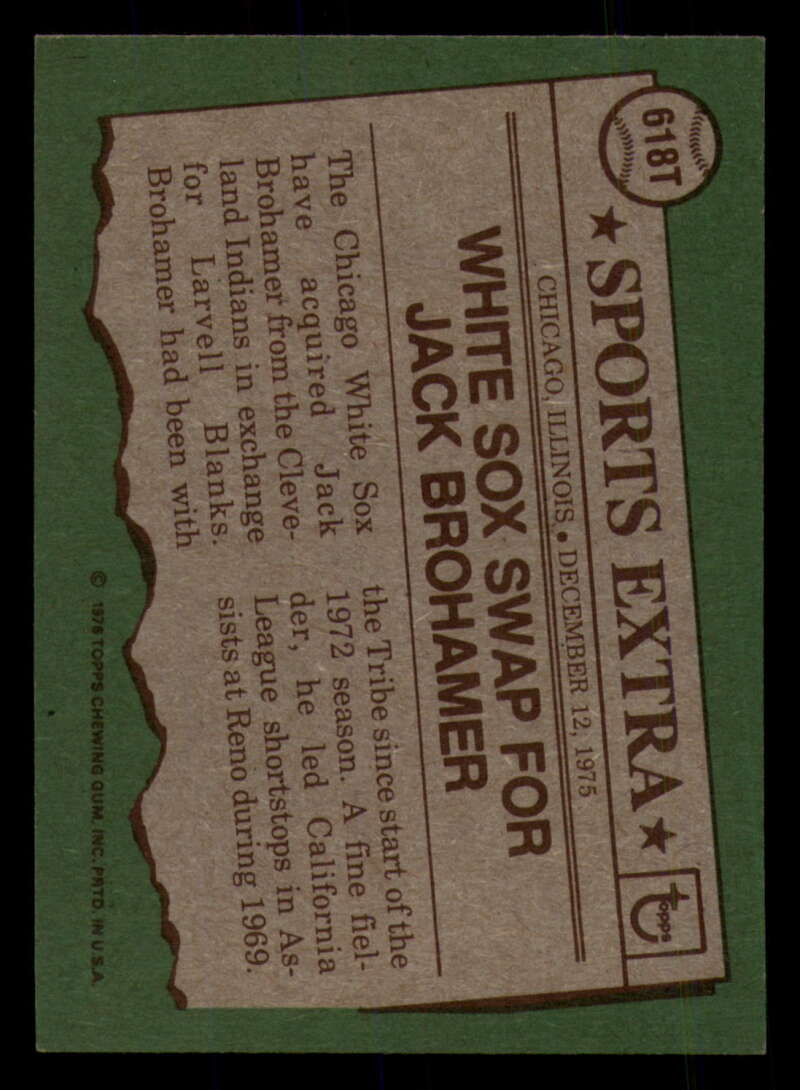 618T
★ SPORTS EXTRA ★
topps
CHICAGO, ILLINOIS • DECEMBER 12, 1975
WHITE SOX SWAP FOR
JACK BROHAMER
The Chicago White Sox
have acquired Jack
Brohamer from the Cleve-
land Indians in exchange
for Larvell Blanks.
Brohamer had been with
the Tribe since start of the
1972 season. A fine fiel-
der, he led California
League shortstops in As-
sists at Reno during 1969.
© 1976 TOPPS CHEWING GUM, INC. PRTD. IN U.S.A.